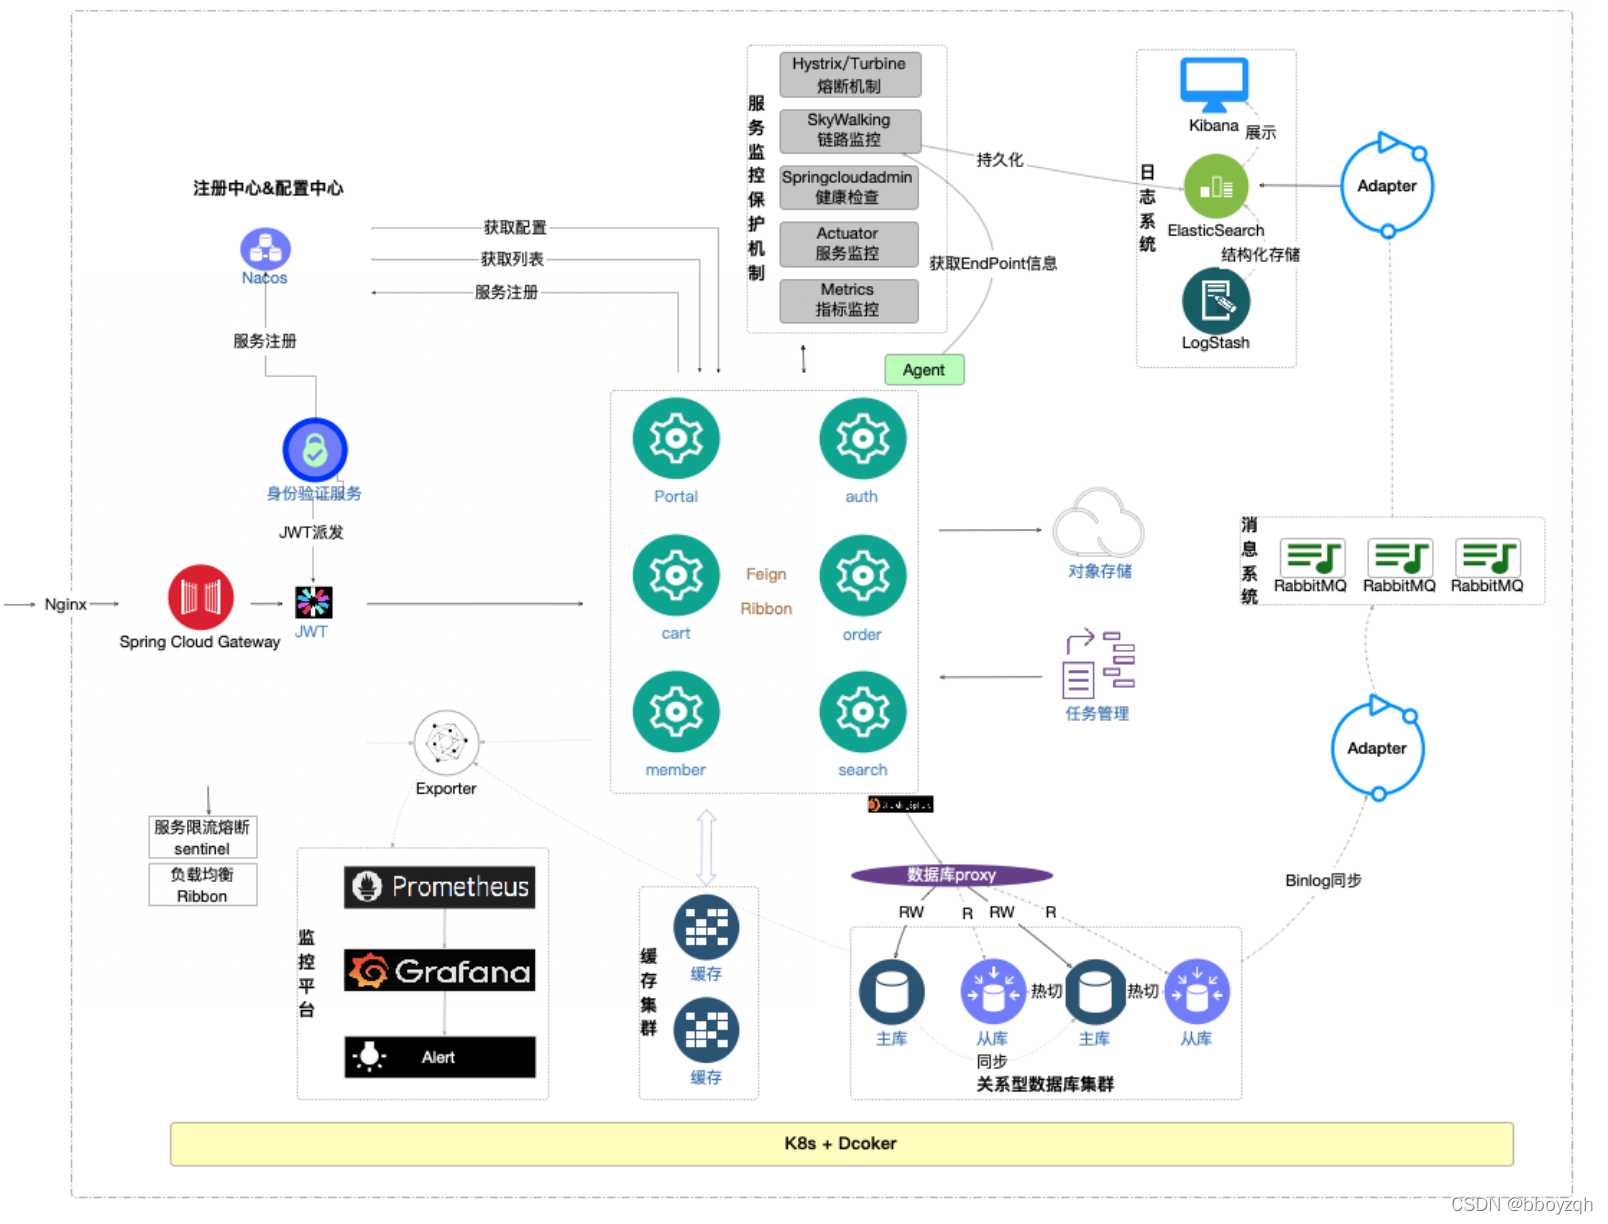 Hystrix/Turbine
熔断机制
SkyWalking
链路监控
Springcloudadmin
健康检查
Actuator
服务监控
Metrics
指标监控
服务监控保护机制
Kibana
展示
持久化
日志系统
ElasticSearch
结构化存储
LogStash
Adapter
注册中心&配置中心
Nacos
获取配置
获取列表
服务注册
服务注册
获取EndPoint信息
Agent
身份验证服务
JWT派发
Nginx
Spring Cloud Gateway
JWT
Portal
auth
Feign
Ribbon
cart
order
member
search
对象存储
任务管理
消息系统
RabbitMQ
RabbitMQ
RabbitMQ
Adapter
Binlog同步
Exporter
服务限流熔断
sentinel
负载均衡
Ribbon
监控平台
Prometheus
Grafana
Alert
缓存集群
缓存
缓存
数据库proxy
RW
R
RW
R
热切
热切
主库
从库
主库
从库
同步
关系型数据库集群
K8s + Dcoker
CSDN @bboyzqh